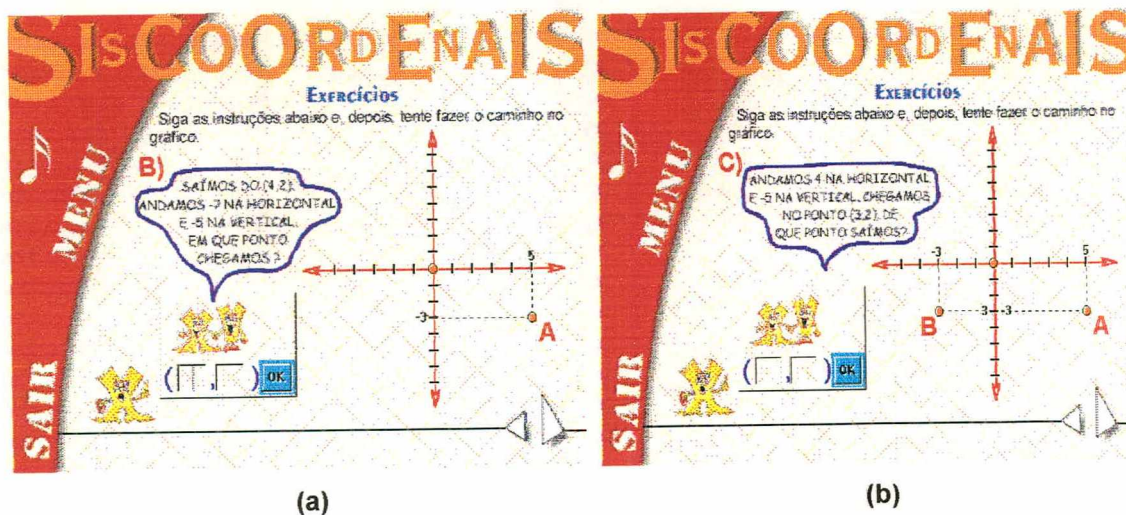 SISCOORDENAIS
EXERCÍCIOS
Siga as instruções abaixo e, depois, tente fazer o caminho no
gráfico.
B)
SAÍMOS DO (4,2).
ANDAMOS -7 NA HORIZONTAL
E -5 NA VERTICAL.
EM QUE PONTO
CHEGAMOS?
5
-3
A
( , ) OK
MENU
SAIR
(a)
SISCOORDENAIS
EXERCÍCIOS
Siga as instruções abaixo e, depois, tente fazer o caminho no
gráfico.
C)
ANDAMOS 4 NA HORIZONTAL
E -5 NA VERTICAL. CHEGAMOS
NO PONTO (3,2). DE
QUE PONTO SAÍMOS?
-3
5
B
3
-3
A
( , ) OK
MENU
SAIR
(b)